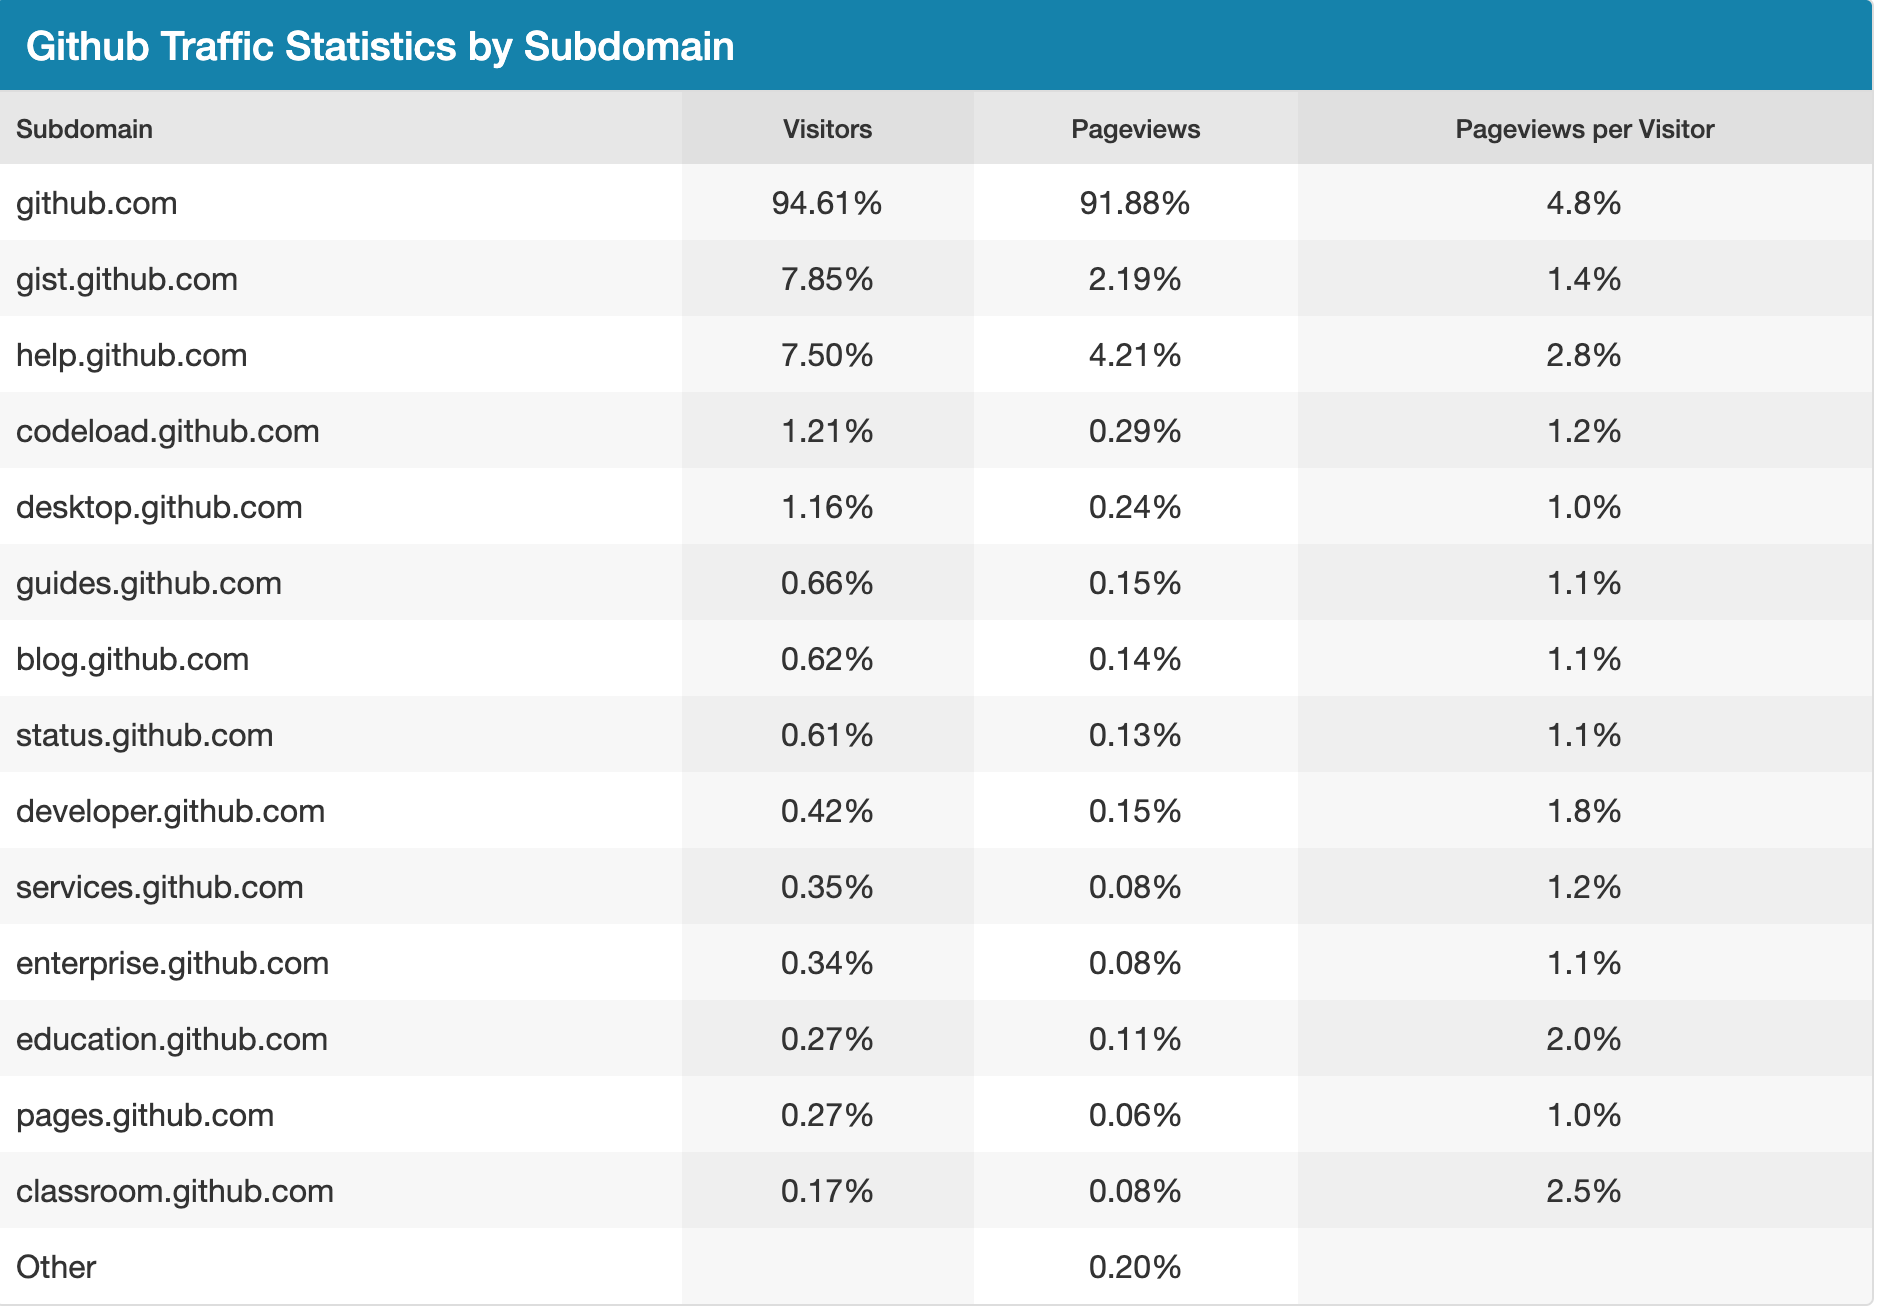 Github Traffic Statistics by Subdomain
Subdomain Visitors Pageviews Pageviews per Visitor
github.com 94.61% 91.88% 4.8%
gist.github.com 7.85% 2.19% 1.4%
help.github.com 7.50% 4.21% 2.8%
codeload.github.com 1.21% 0.29% 1.2%
desktop.github.com 1.16% 0.24% 1.0%
guides.github.com 0.66% 0.15% 1.1%
blog.github.com 0.62% 0.14% 1.1%
status.github.com 0.61% 0.13% 1.1%
developer.github.com 0.42% 0.15% 1.8%
services.github.com 0.35% 0.08% 1.2%
enterprise.github.com 0.34% 0.08% 1.1%
education.github.com 0.27% 0.11% 2.0%
pages.github.com 0.27% 0.06% 1.0%
classroom.github.com 0.17% 0.08% 2.5%
Other 0.20%